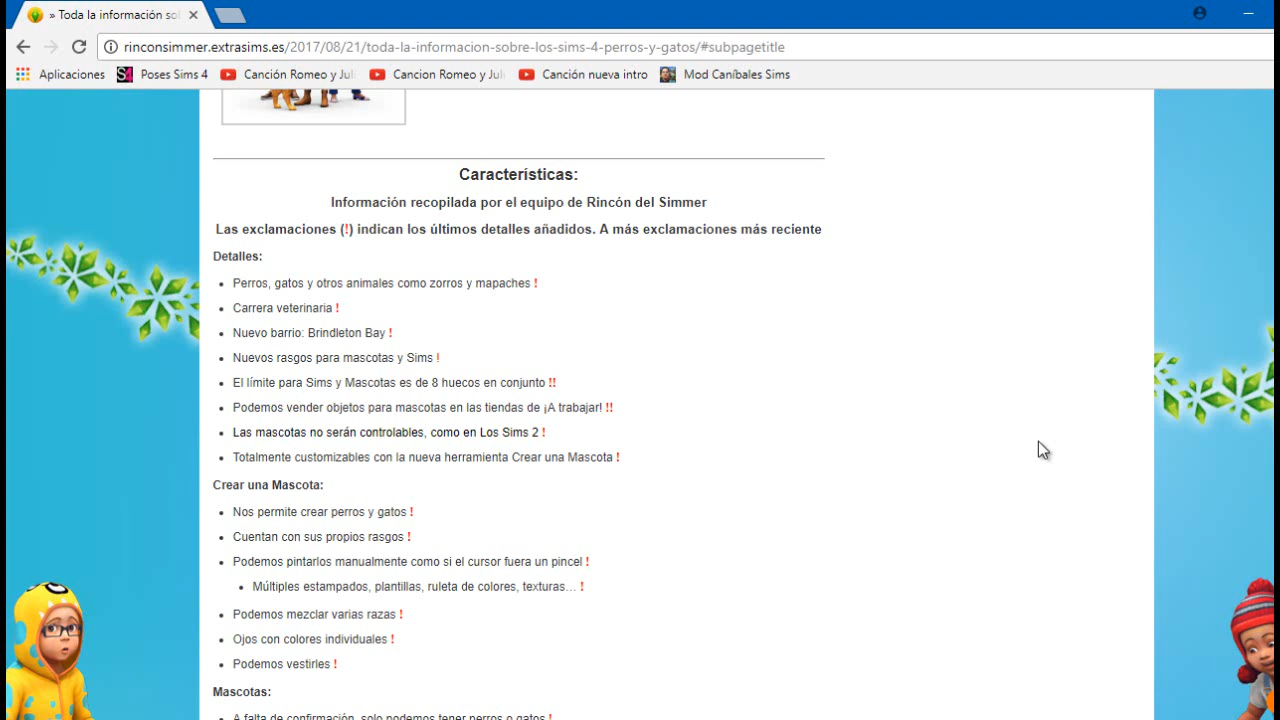 » Toda la información so
rinconsimmer.extrasims.es/2017/08/21/toda-la-informacion-sobre-los-sims-4-perros-y-gatos/#subpagetitle
Aplicaciones Poses Sims 4 Canción Romeo y Juli Cancion Romeo y Juli Canción nueva intro Mod Caníbales Sims
Características:
Información recopilada por el equipo de Rincón del Simmer
Las exclamaciones (!) indican los últimos detalles añadidos. A más exclamaciones más reciente
Detalles:
Perros, gatos y otros animales como zorros y mapaches !
Carrera veterinaria !
Nuevo barrio: Brindleton Bay !
Nuevos rasgos para mascotas y Sims !
El límite para Sims y Mascotas es de 8 huecos en conjunto !!
Podemos vender objetos para mascotas en las tiendas de ¡A trabajar! !!
Las mascotas no serán controlables, como en Los Sims 2 !
Totalmente customizables con la nueva herramienta Crear una Mascota !
Crear una Mascota:
Nos permite crear perros y gatos !
Cuentan con sus propios rasgos !
Podemos pintarlos manualmente como si el cursor fuera un pincel !
Múltiples estampados, plantillas, ruleta de colores, texturas… !
Podemos mezclar varias razas !
Ojos con colores individuales !
Podemos vestirles !
Mascotas:
A falta de confirmación, solo podemos tener perros o gatos !